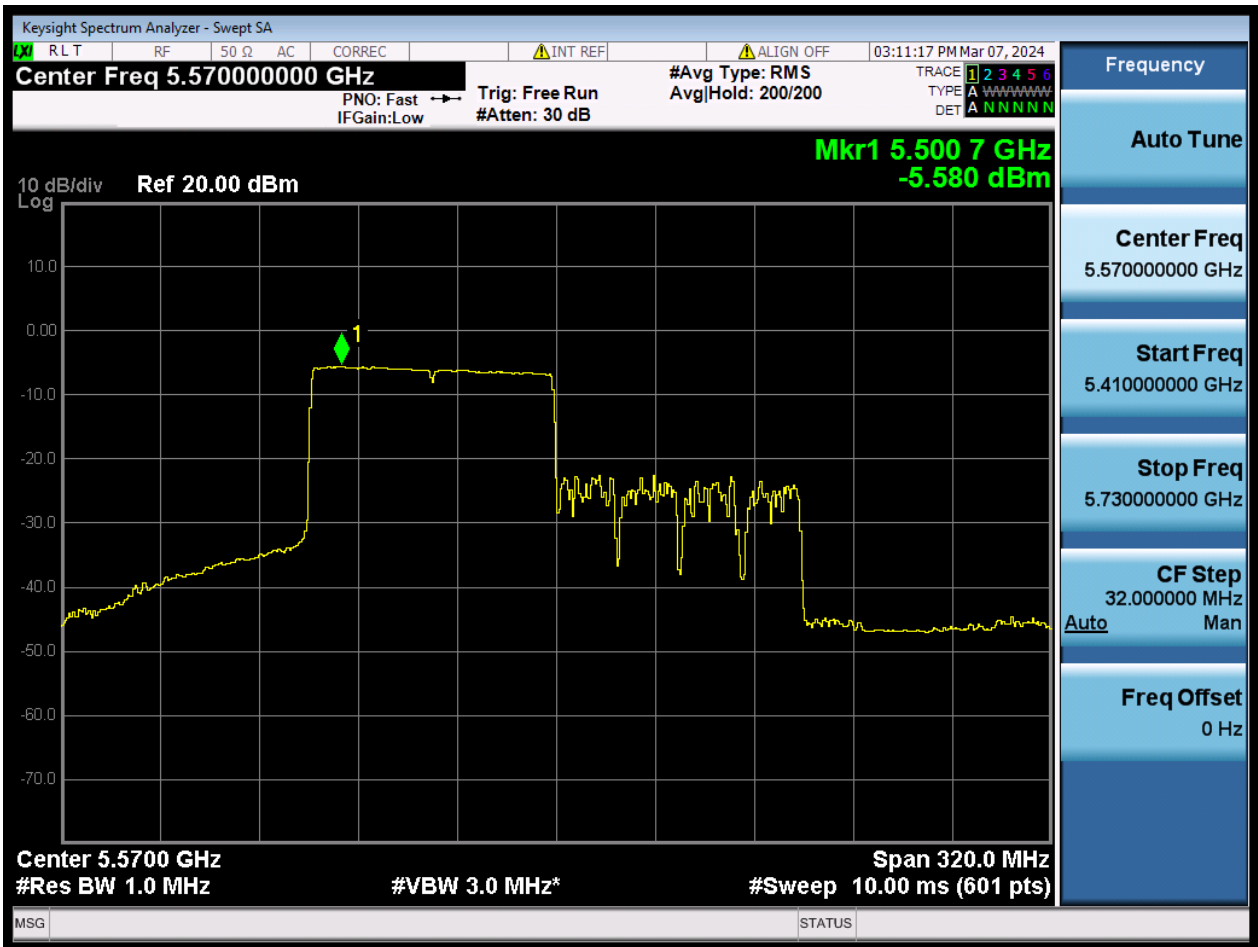 Keysight Spectrum Analyzer - Swept SA
LXI RLT RF 50 Ω AC CORREC INT REF ALIGN OFF 03:11:17 PM Mar 07, 2024
Center Freq 5.570000000 GHz
PNO: Fast
IFGain:Low
Trig: Free Run
#Atten: 30 dB
#Avg Type: RMS
Avg|Hold: 200/200
TRACE 1 2 3 4 5 6
TYPE A WWWWW
DET A N N N N N
Mkr1 5.500 7 GHz
-5.580 dBm
10 dB/div Ref 20.00 dBm
Log
10.0
0.00
-10.0
-20.0
-30.0
-40.0
-50.0
-60.0
-70.0
1
Center 5.5700 GHz Span 320.0 MHz
#Res BW 1.0 MHz #VBW 3.0 MHz* #Sweep 10.00 ms (601 pts)
MSG STATUS
Frequency
Auto Tune
Center Freq
5.570000000 GHz
Start Freq
5.410000000 GHz
Stop Freq
5.730000000 GHz
CF Step
32.000000 MHz
Auto Man
Freq Offset
0 Hz